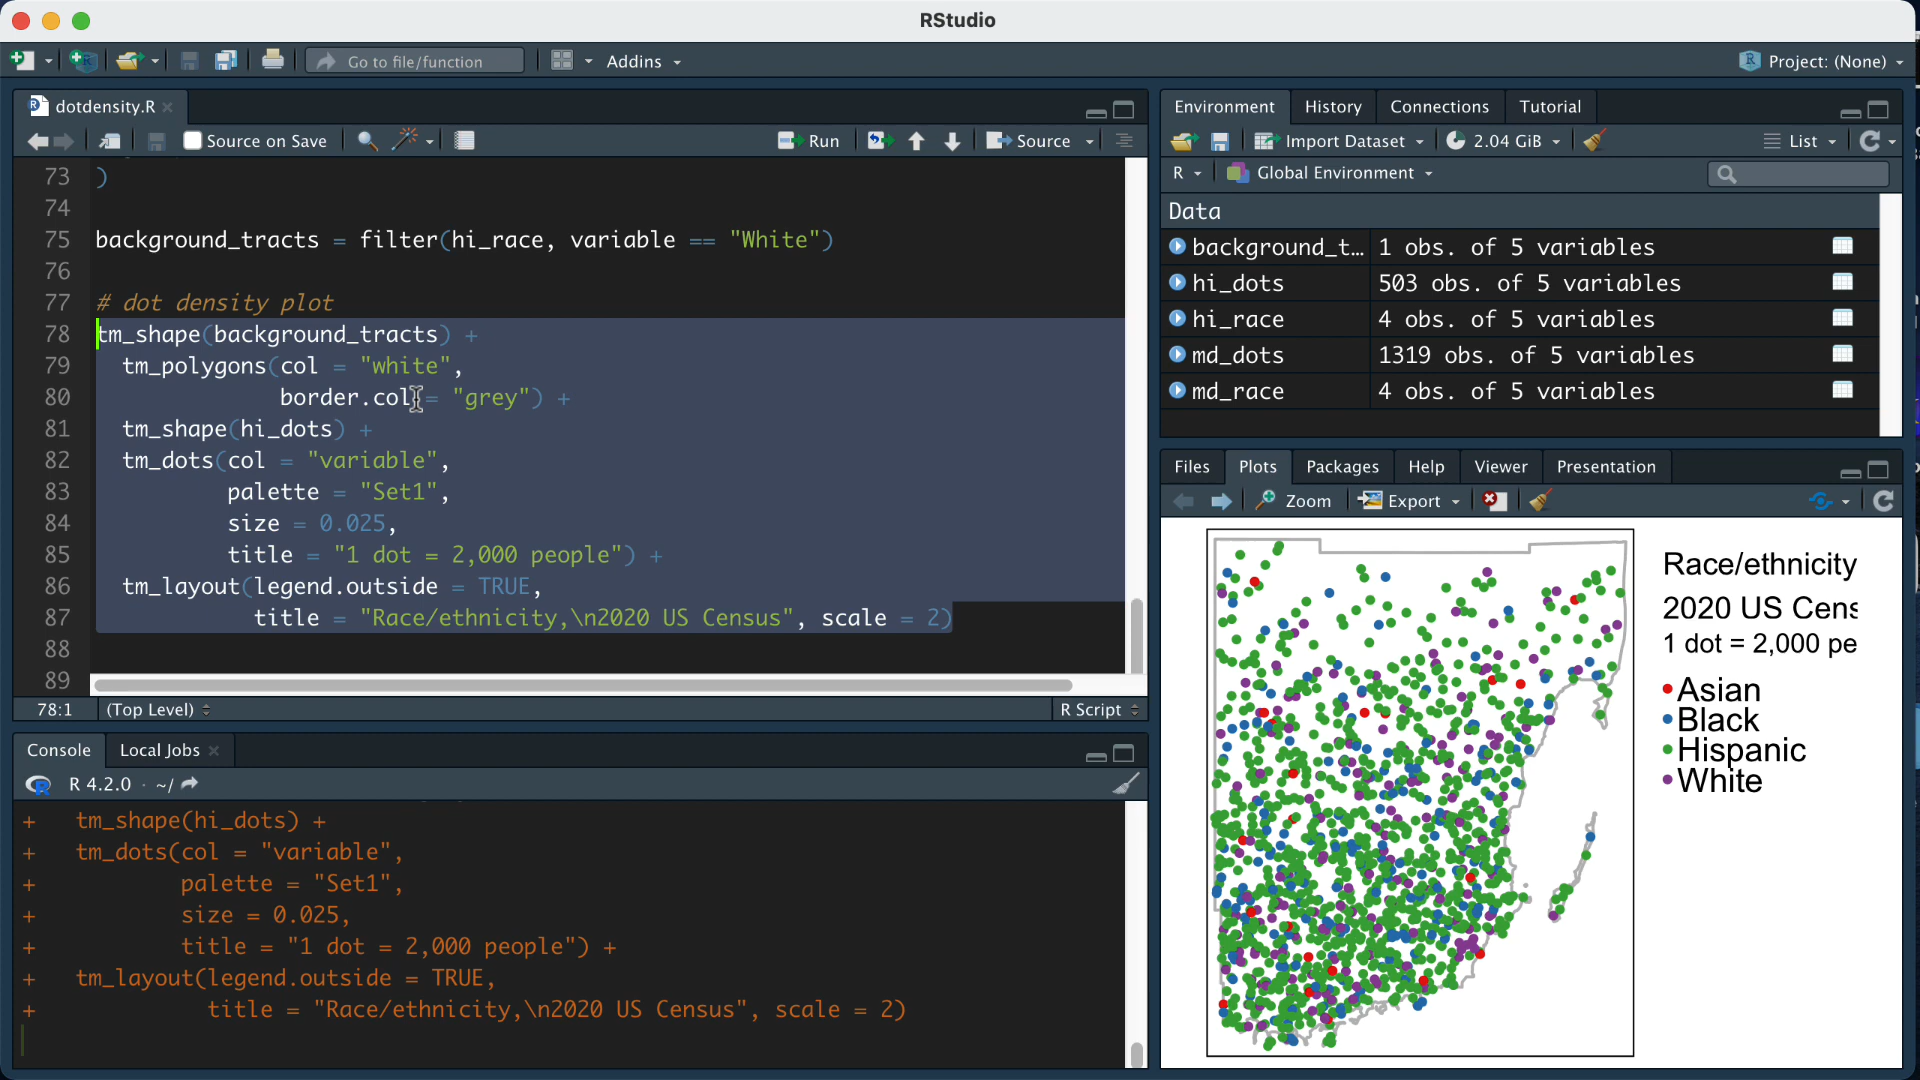 RStudio
Go to file/function
Addins
Project: (None)
dotdensity.R
Source on Save
Run
Source
73 )
74
75 background_tracts = filter(hi_race, variable == "White")
76
77 # dot density plot
78 tm_shape(background_tracts) +
79 tm_polygons(col = "white",
80 border.col = "grey") +
81 tm_shape(hi_dots) +
82 tm_dots(col = "variable",
83 palette = "Set1",
84 size = 0.025,
85 title = "1 dot = 2,000 people") +
86 tm_layout(legend.outside = TRUE,
87 title = "Race/ethnicity,\n2020 US Census", scale = 2)
88
89
78:1 (Top Level) R Script
Console Local Jobs
R 4.2.0 · ~/
+ tm_shape(hi_dots) +
+ tm_dots(col = "variable",
+ palette = "Set1",
+ size = 0.025,
+ title = "1 dot = 2,000 people") +
+ tm_layout(legend.outside = TRUE,
+ title = "Race/ethnicity,\n2020 US Census", scale = 2)
Environment History Connections Tutorial
Import Dataset 2.04 GiB List
R Global Environment
Data
background_t… 1 obs. of 5 variables
hi_dots 503 obs. of 5 variables
hi_race 4 obs. of 5 variables
md_dots 1319 obs. of 5 variables
md_race 4 obs. of 5 variables
Files Plots Packages Help Viewer Presentation
Zoom Export
Race/ethnicity
2020 US Cens
1 dot = 2,000 pe
Asian
Black
Hispanic
White